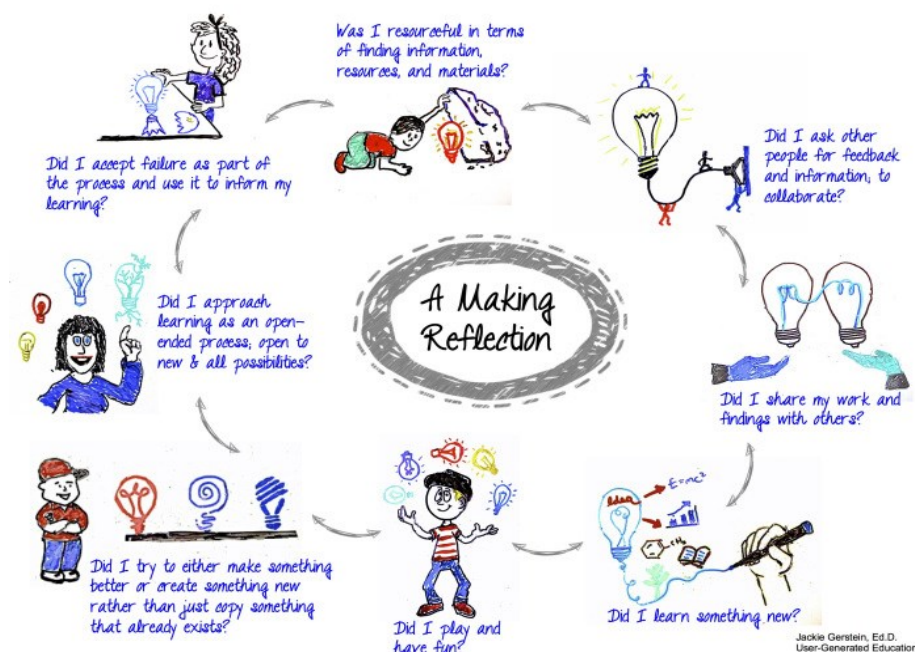 Was I resourceful in terms
of finding information,
resources, and materials?
Did I ask other
people for feedback
and information; to
collaborate?
Did I share my work and
findings with others?
Idea
E=mc²
CH₃
Did I learn something new?
Did I play and
have fun?
Did I try to either make something
better or create something new
rather than just copy something
that already exists?
Did I approach
learning as an open-
ended process; open to
new & all possibilities?
Did I accept failure as part of
the process and use it to inform my
learning?
A Making
Reflection
Jackie Gerstein, Ed.D.
User-Generated Education